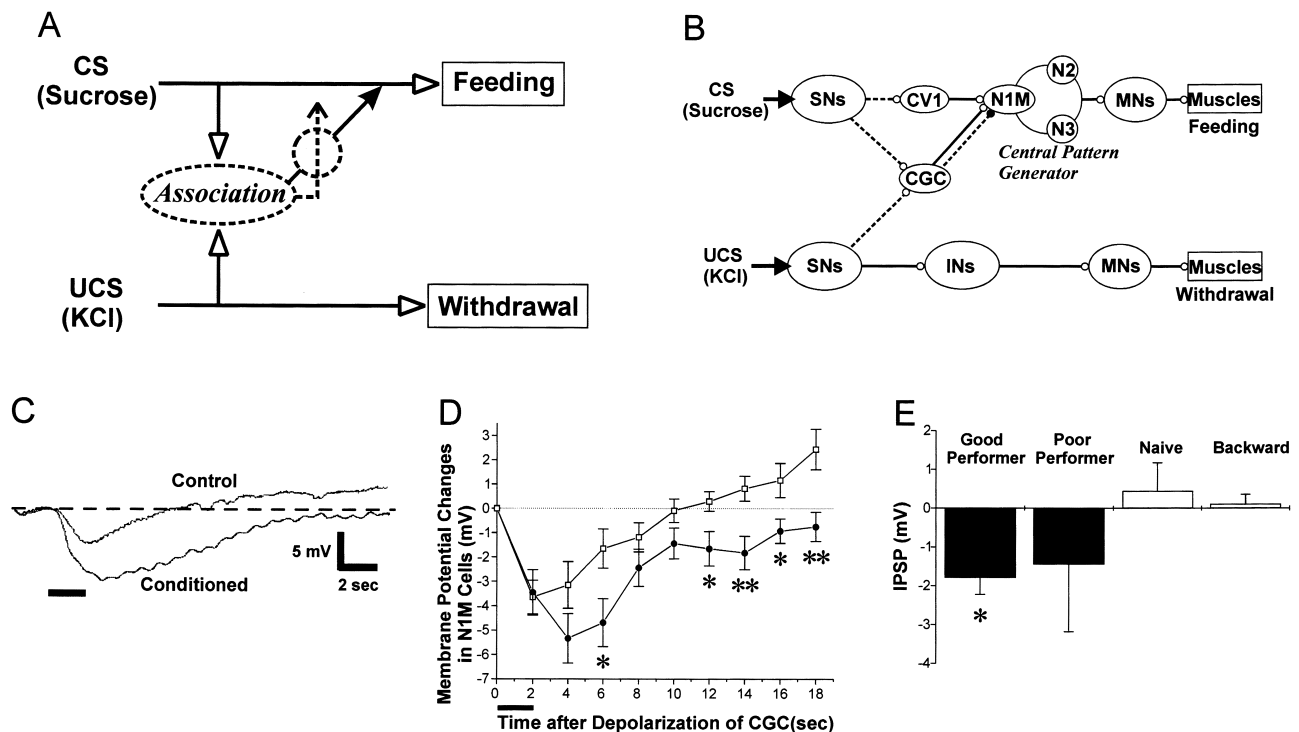 A
CS
(Sucrose)
Feeding
Association
UCS
(KCl)
Withdrawal
B
CS
(Sucrose)
SNs
CV1
N1M
N2
N3
MNs
Muscles
Feeding
Central Pattern
Generator
CGC
UCS
(KCl)
SNs
INs
MNs
Muscles
Withdrawal
C
Control
Conditioned
5 mV
2 sec
D
Membrane Potential Changes
in N1M Cells (mV)
3
2
1
0
-1
-2
-3
-4
-5
-6
-7
*
*
**
*
**
0 2 4 6 8 10 12 14 16 18
Time after Depolarization of CGC(sec)
E
IPSP (mV)
2
1
0
-1
-2
-3
-4
Good
Performer
Poor
Performer
Naive
Backward
*